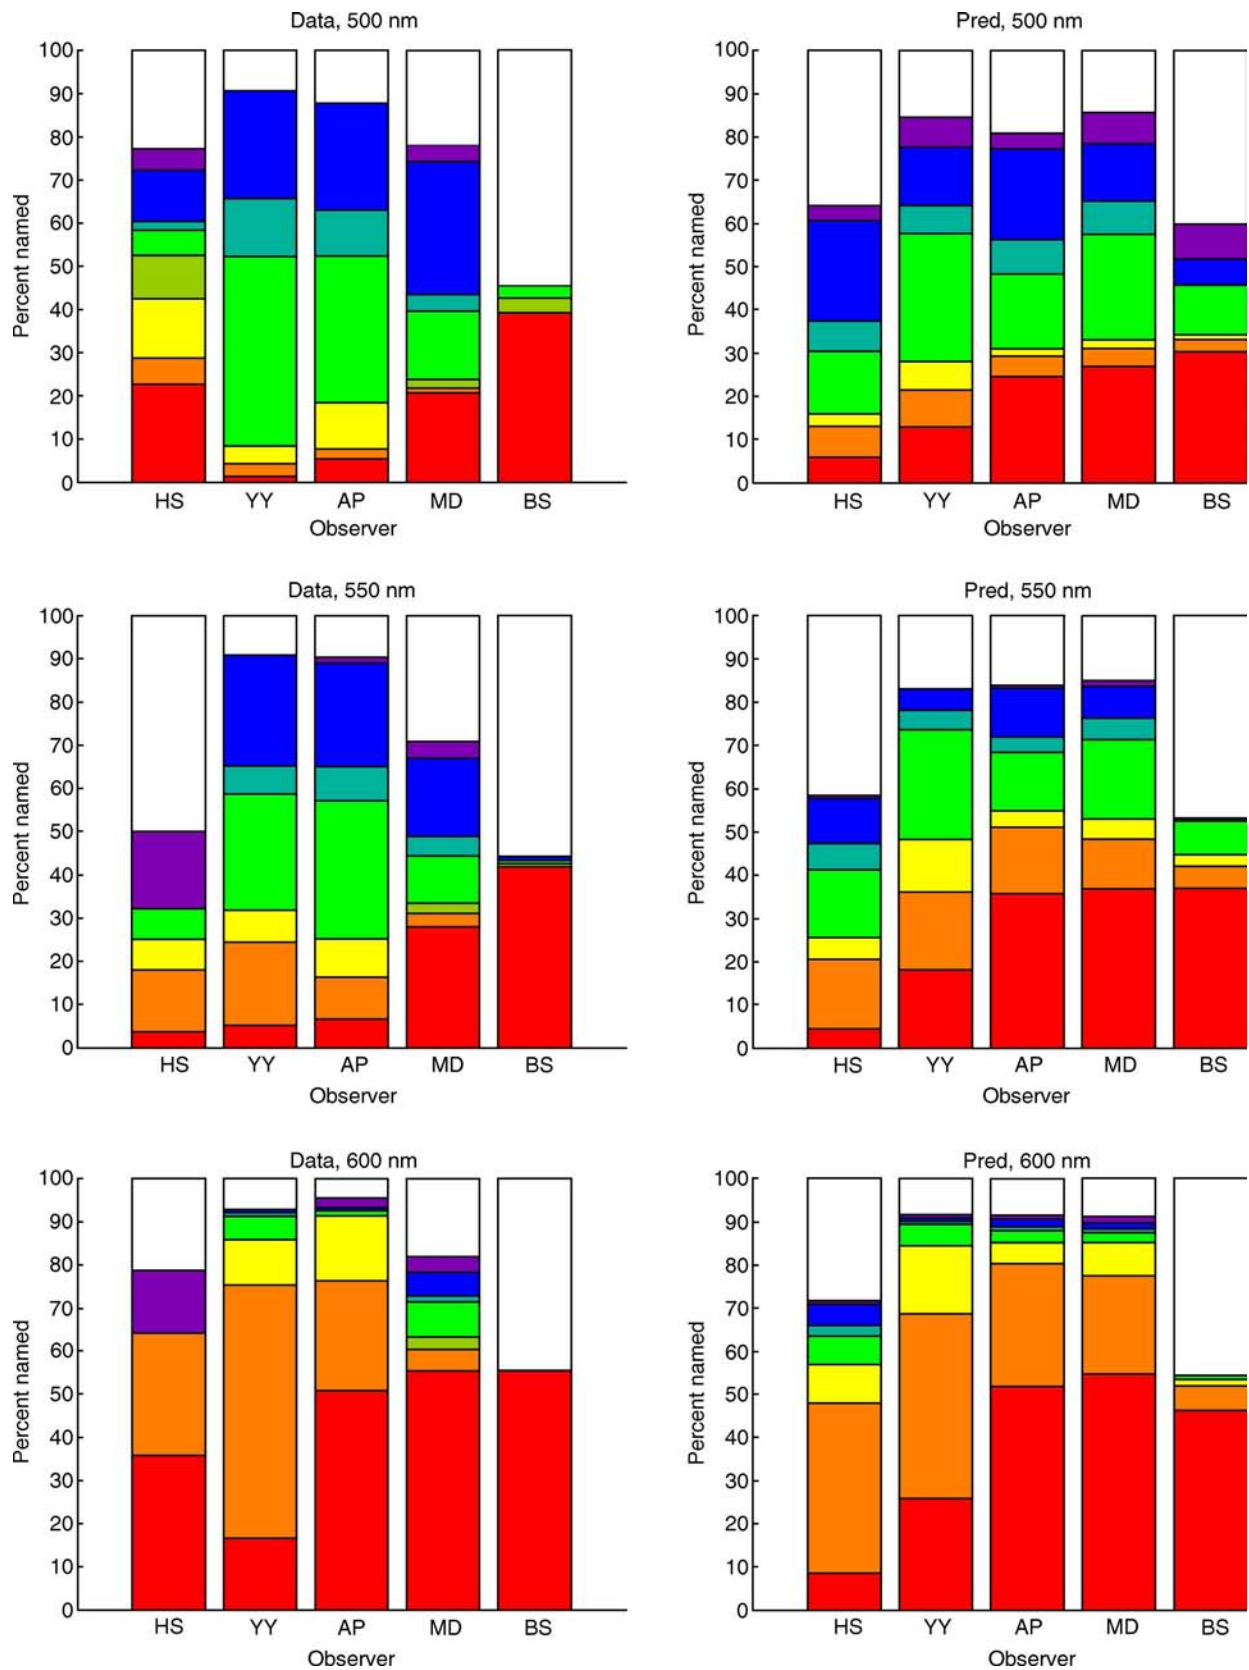 Data, 500 nm
100
90
80
70
60
50
40
30
20
10
0
Percent named
HS YY AP MD BS
Observer
Pred, 500 nm
100
90
80
70
60
50
40
30
20
10
0
Percent named
HS YY AP MD BS
Observer
Data, 550 nm
100
90
80
70
60
50
40
30
20
10
0
Percent named
HS YY AP MD BS
Observer
Pred, 550 nm
100
90
80
70
60
50
40
30
20
10
0
Percent named
HS YY AP MD BS
Observer
Data, 600 nm
100
90
80
70
60
50
40
30
20
10
0
Percent named
HS YY AP MD BS
Observer
Pred, 600 nm
100
90
80
70
60
50
40
30
20
10
0
Percent named
HS YY AP MD BS
Observer